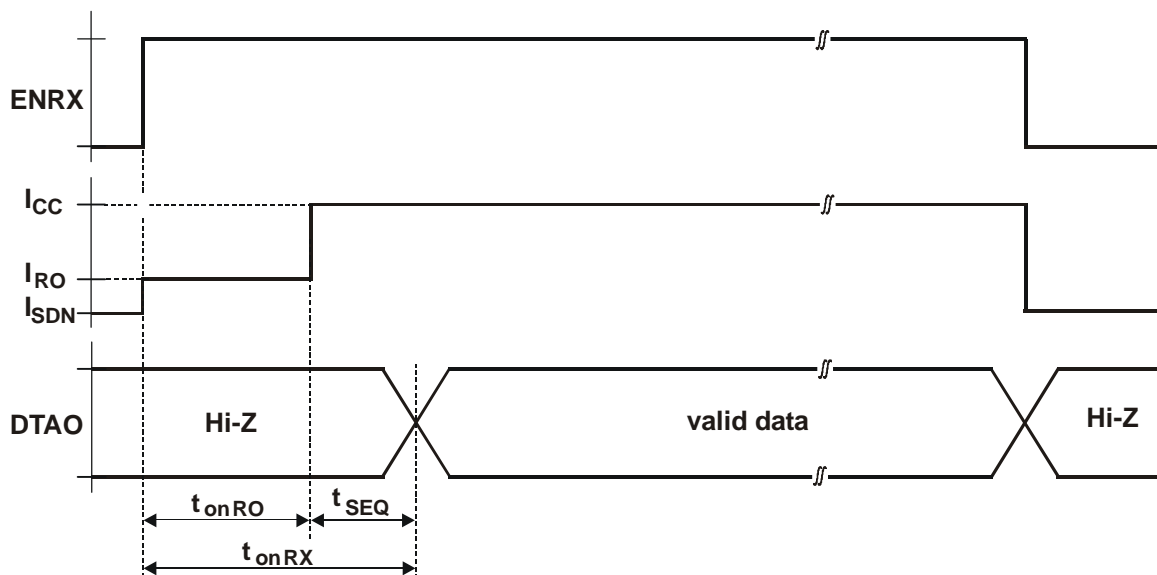 ENRX
ICC
IRO
ISDN
DTAO
Hi-Z
valid data
Hi-Z
tonRO
tSEQ
tonRX